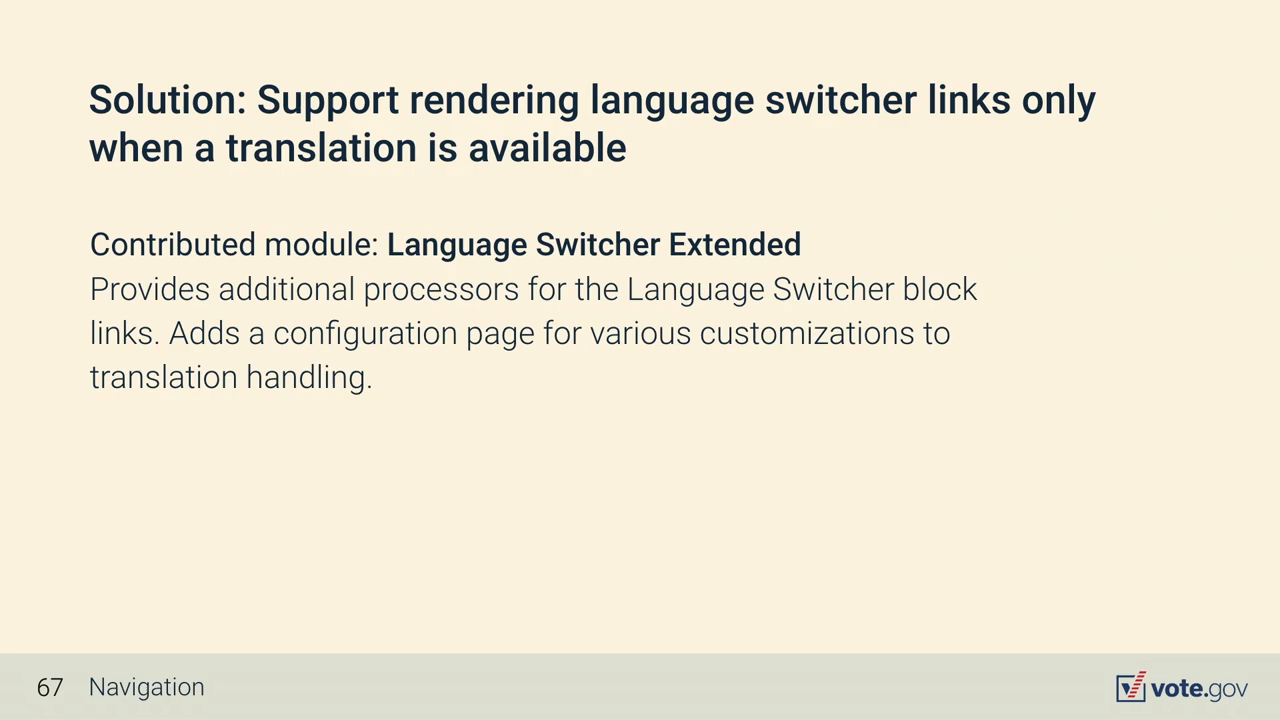 Solution: Support rendering language switcher links only
when a translation is available
Contributed module: Language Switcher Extended
Provides additional processors for the Language Switcher block
links. Adds a configuration page for various customizations to
translation handling.
67 Navigation
vote.gov